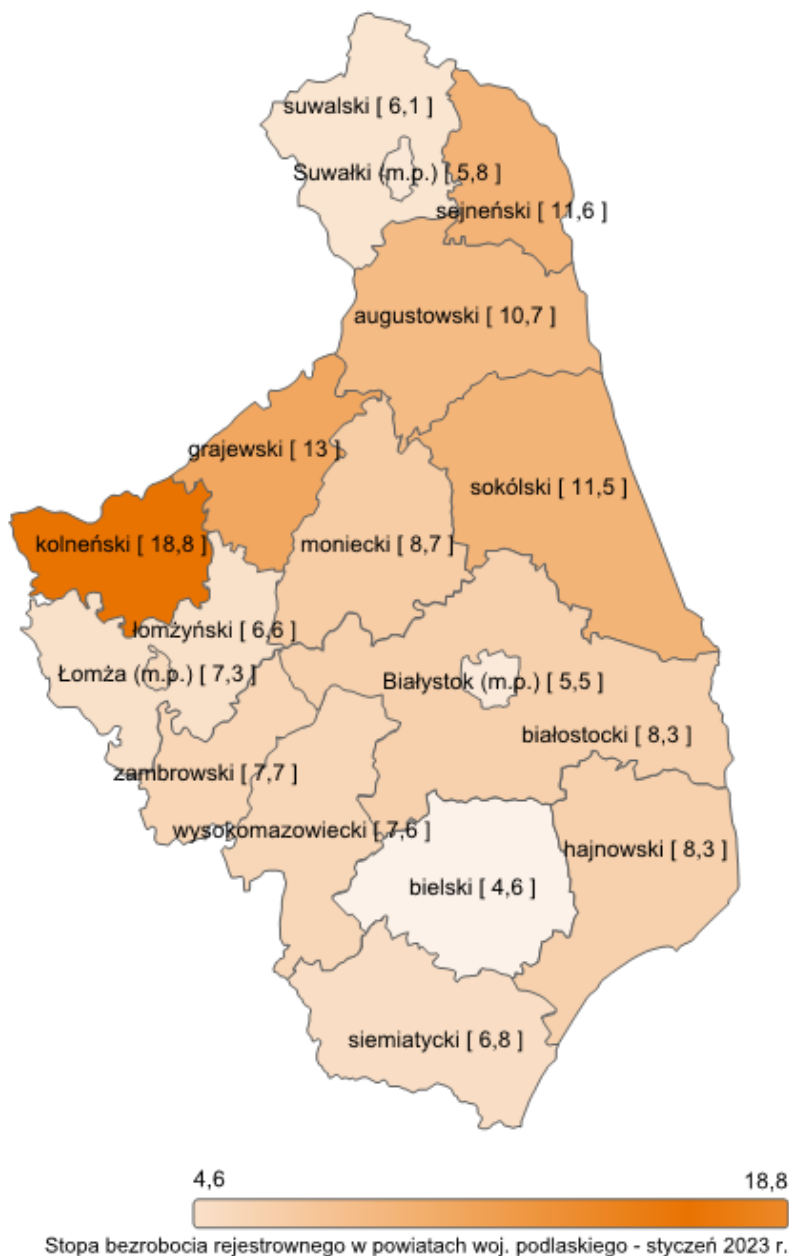 suwalski [ 6,1 ]
Suwałki (m.p.) [ 5,8 ]
sejneński [ 11,6 ]
augustowski [ 10,7 ]
grajewski [ 13 ]
sokólski [ 11,5 ]
kolneński [ 18,8 ]
moniecki [ 8,7 ]
łomżyński [ 6,6 ]
Łomża (m.p.) [ 7,3 ]
Białystok (m.p.) [ 5,5 ]
białostocki [ 8,3 ]
zambrowski [ 7,7 ]
wysokomazowiecki [ 7,6 ]
hajnowski [ 8,3 ]
bielski [ 4,6 ]
siemiatycki [ 6,8 ]
4,6
18,8
Stopa bezrobocia rejestrownego w powiatach woj. podlaskiego - styczeń 2023 r.